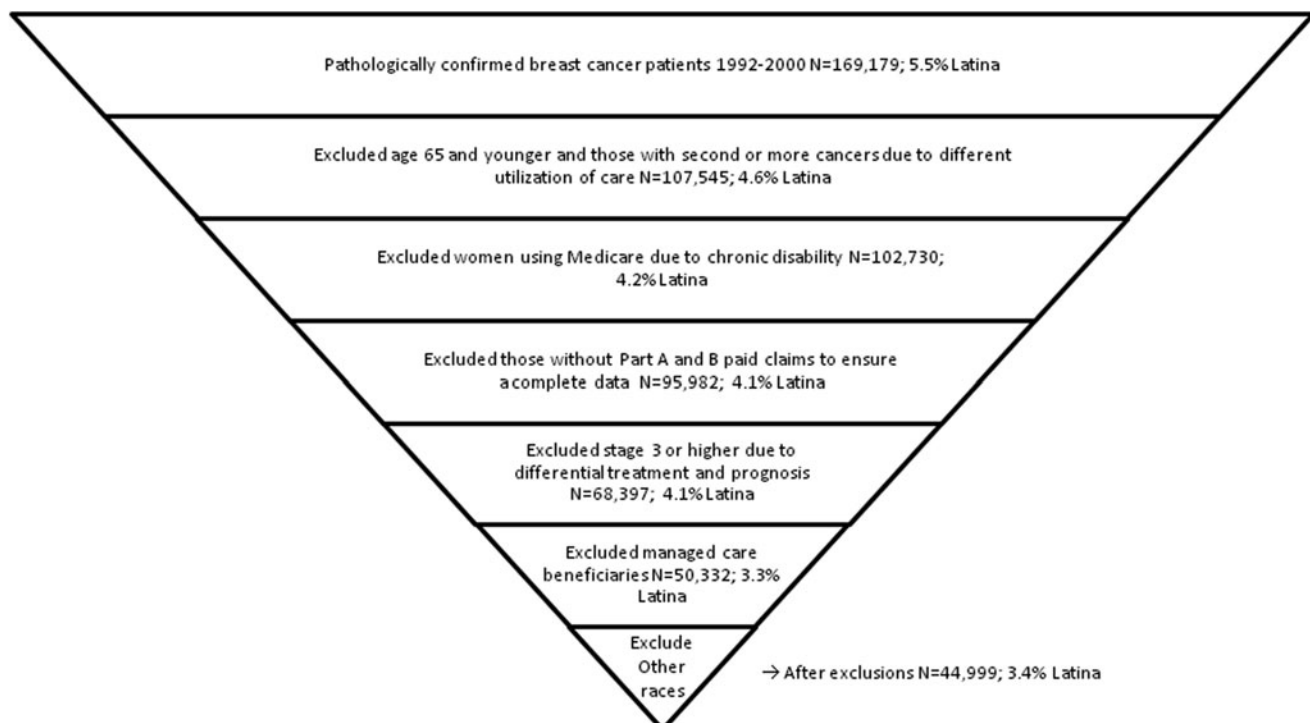 Pathologically confirmed breast cancer patients 1992-2000 N=169,179; 5.5% Latina
Excluded age 65 and younger and those with second or more cancers due to different
utilization of care N=107,545; 4.6% Latina
Excluded women using Medicare due to chronic disability N=102,730;
4.2% Latina
Excluded those without Part A and B paid claims to ensure
a complete data N=95,982; 4.1% Latina
Excluded stage 3 or higher due to
differential treatment and prognosis
N=68,397; 4.1% Latina
Excluded managed care
beneficiaries N=50,332; 3.3%
Latina
Exclude
Other
races
→ After exclusions N=44,999; 3.4% Latina